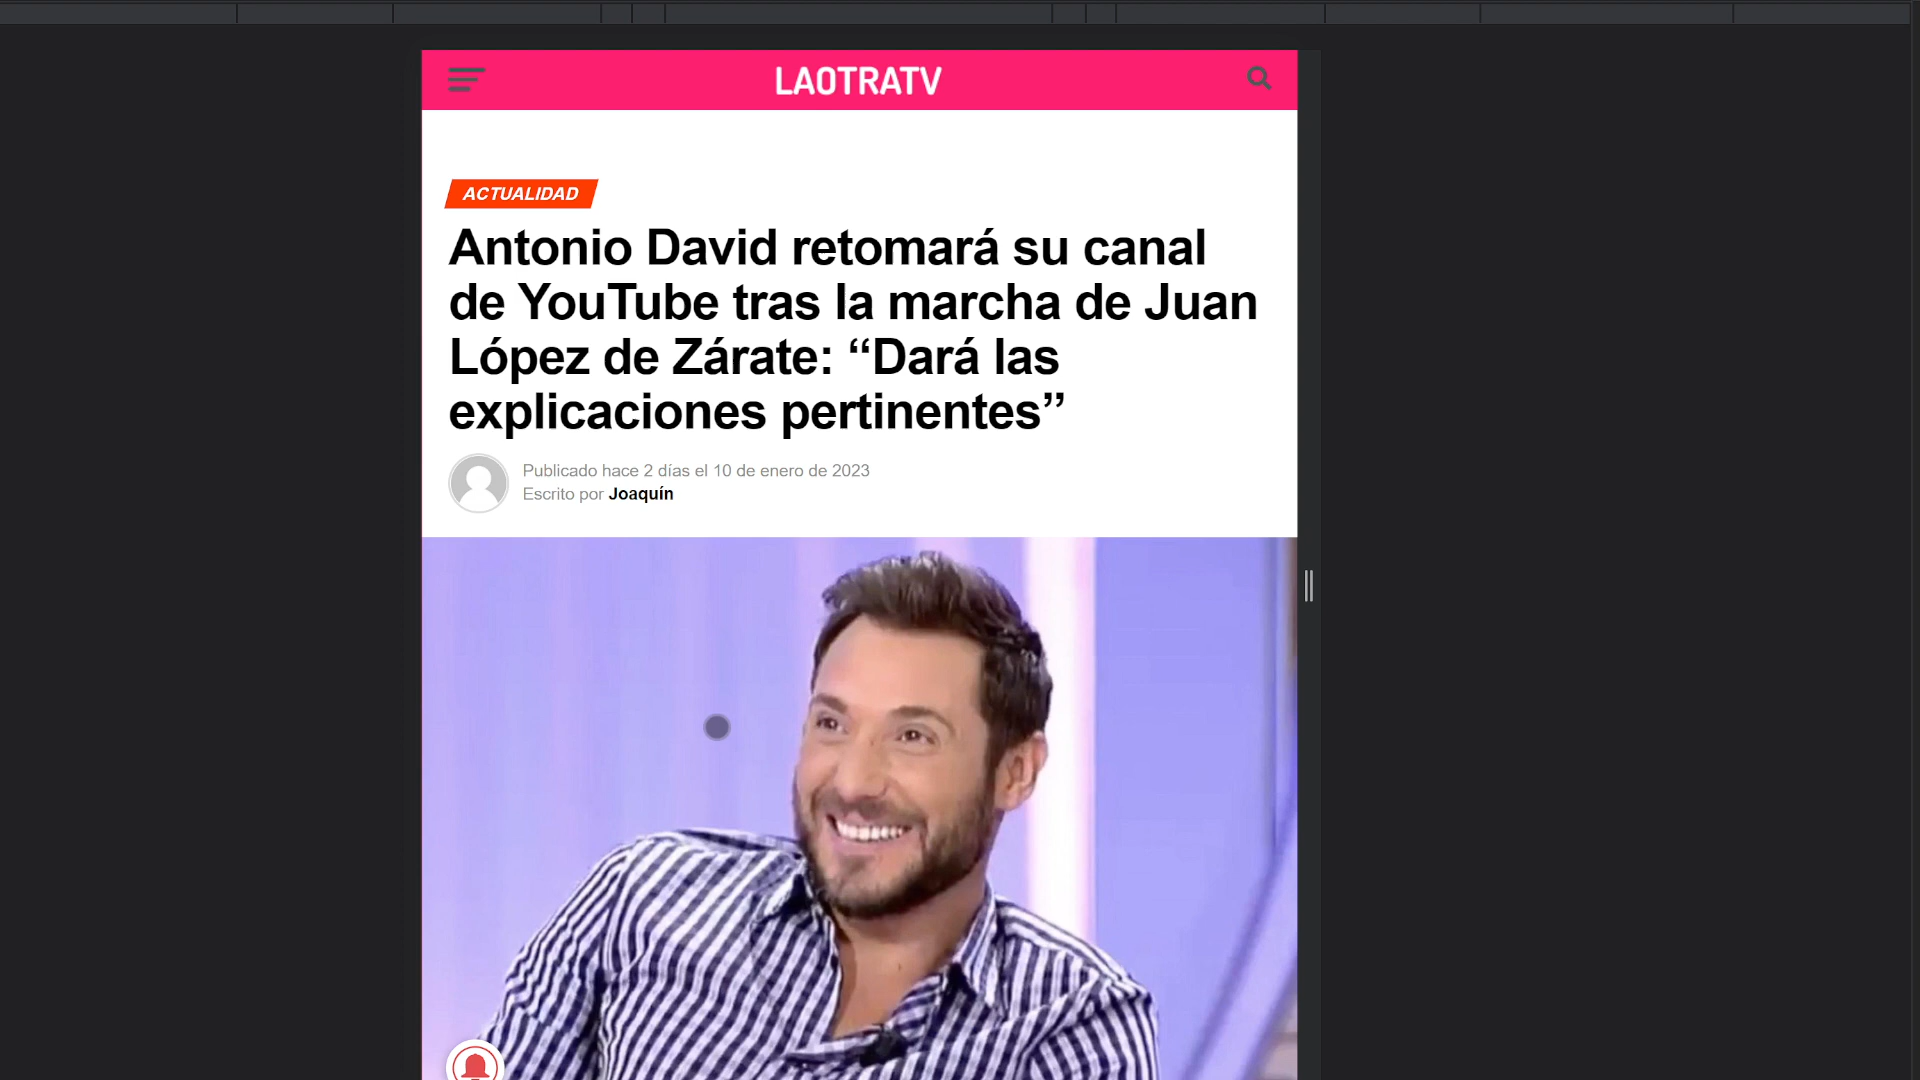 LAOTRATV
ACTUALIDAD
Antonio David retomará su canal
de YouTube tras la marcha de Juan
López de Zárate: “Dará las
explicaciones pertinentes”
Publicado hace 2 días el 10 de enero de 2023
Escrito por Joaquín